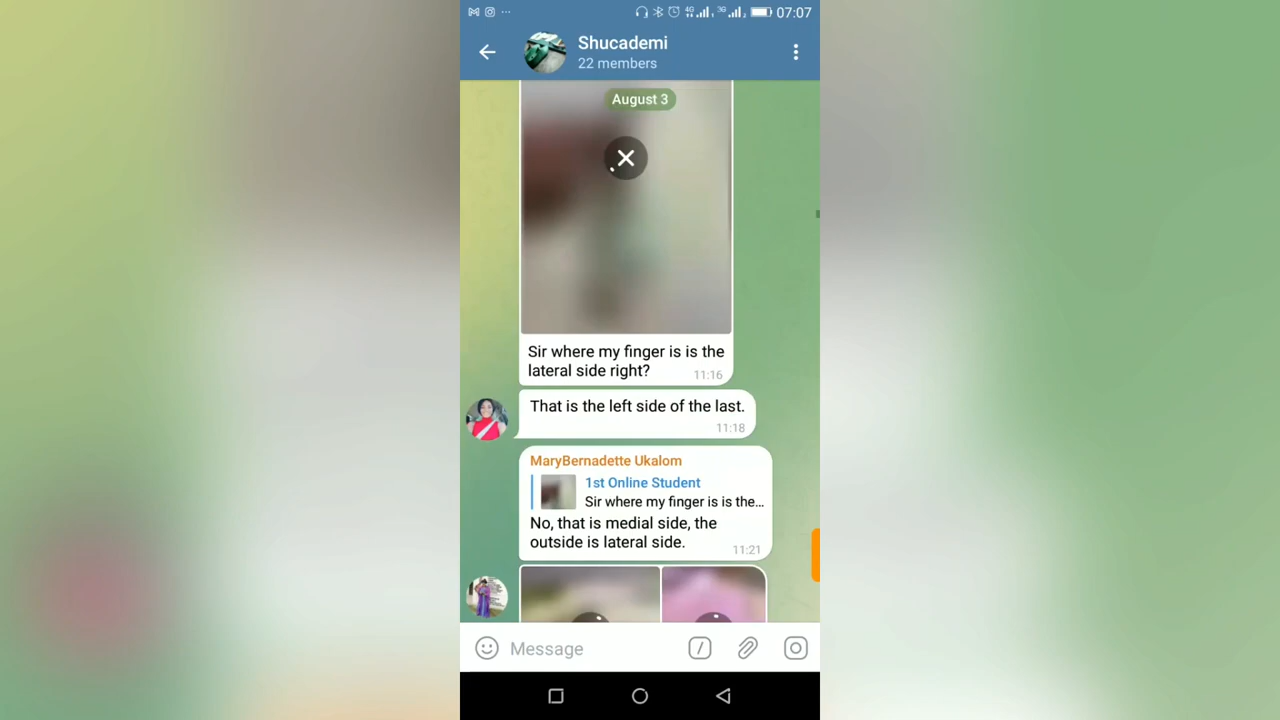 07:07
Shucademi
22 members
August 3
Sir where my finger is is the
lateral side right?
11:16
That is the left side of the last.
11:18
MaryBernadette Ukalom
1st Online Student
Sir where my finger is is the...
No, that is medial side, the
outside is lateral side.
11:21
Message